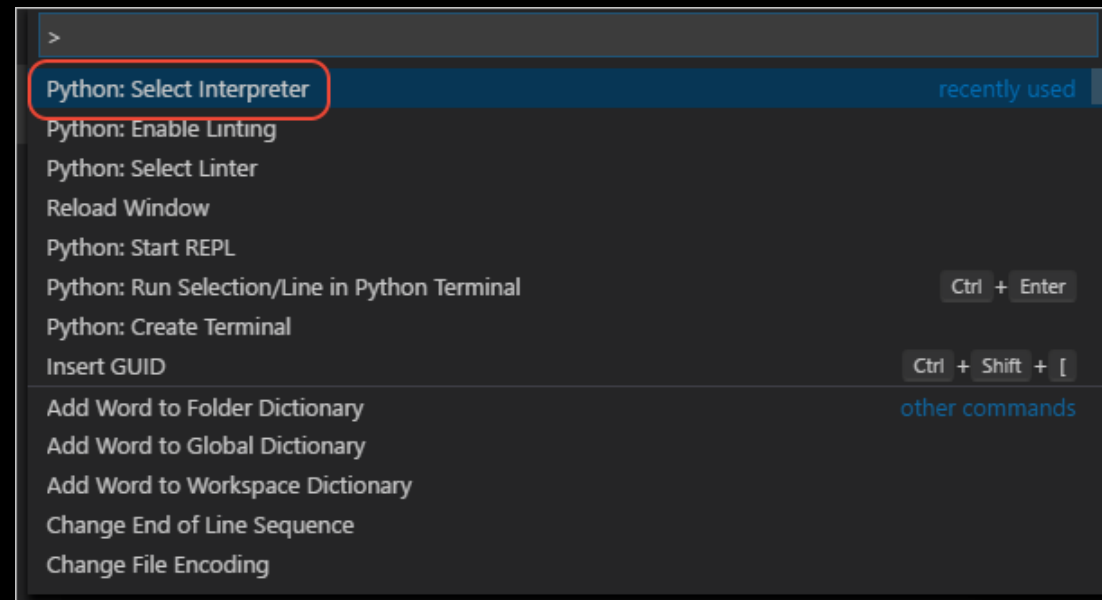 >
Python: Select Interpreter recently used
Python: Enable Linting
Python: Select Linter
Reload Window
Python: Start REPL
Python: Run Selection/Line in Python Terminal Ctrl + Enter
Python: Create Terminal
Insert GUID Ctrl + Shift + [
Add Word to Folder Dictionary other commands
Add Word to Global Dictionary
Add Word to Workspace Dictionary
Change End of Line Sequence
Change File Encoding